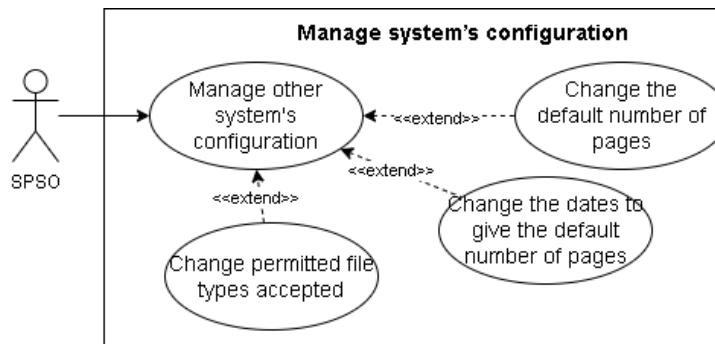 Manage system's configuration
Manage other
system's
configuration
Change the
default number of
pages
<<extend>>
SPSO
<<extend>>
<<extend>>
Change the dates to
give the default
number of pages
Change permitted file
types accepted